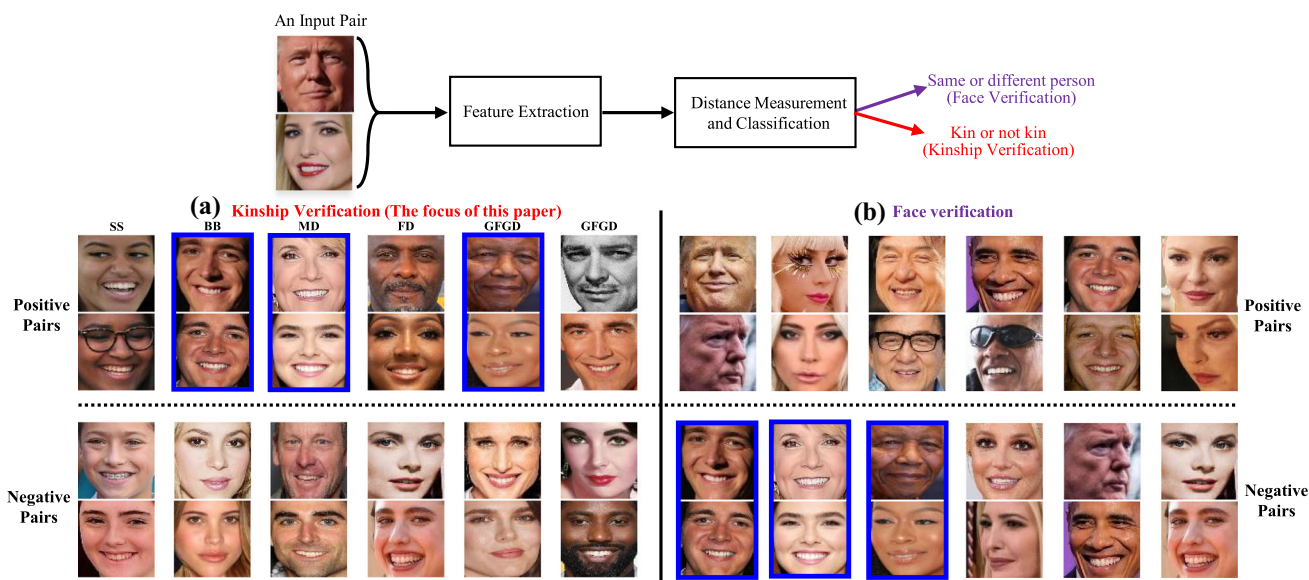 An Input Pair
Feature Extraction
Distance Measurement
and Classification
Same or different person
(Face Verification)
Kin or not kin
(Kinship Verification)
(a) Kinship Verification (The focus of this paper)
SS BB MD FD GFGD GFGD
Positive
Pairs
Negative
Pairs
(b) Face verification
Positive
Pairs
Negative
Pairs